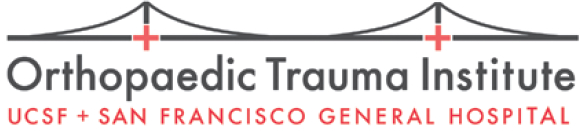 Orthopaedic Trauma Institute
UCSF + SAN FRANCISCO GENERAL HOSPITAL